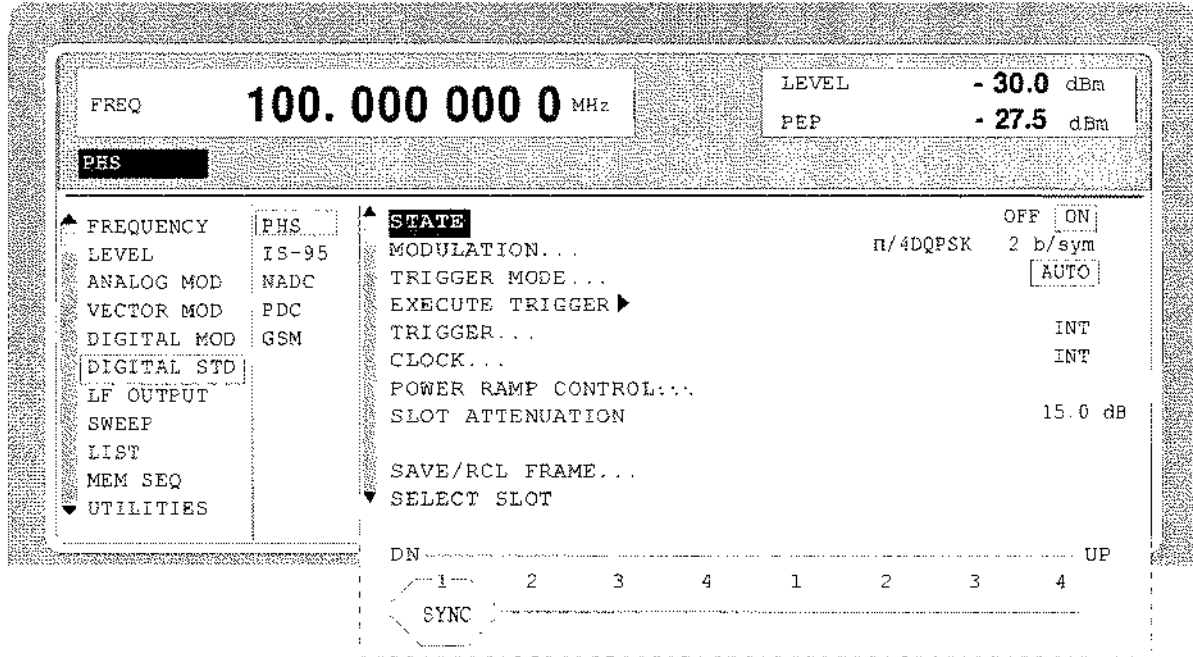 FREQ 100. 000 000 0 MHz
LEVEL - 30.0 dBm
PEP - 27.5 dBm
PHS
FREQUENCY
LEVEL
ANALOG MOD
VECTOR MOD
DIGITAL MOD
DIGITAL STD
LF OUTPUT
SWEEP
LIST
MEM SEQ
UTILITIES
PHS
IS-95
NADC
PDC
GSM
STATE OFF ON
MODULATION... π/4DQPSK 2 b/sym
TRIGGER MODE... AUTO
EXECUTE TRIGGER ▶
TRIGGER... INT
CLOCK... INT
POWER RAMP CONTROL...
SLOT ATTENUATION 15.0 dB
SAVE/RCL FRAME...
SELECT SLOT
DN UP
1 2 3 4 1 2 3 4
SYNC